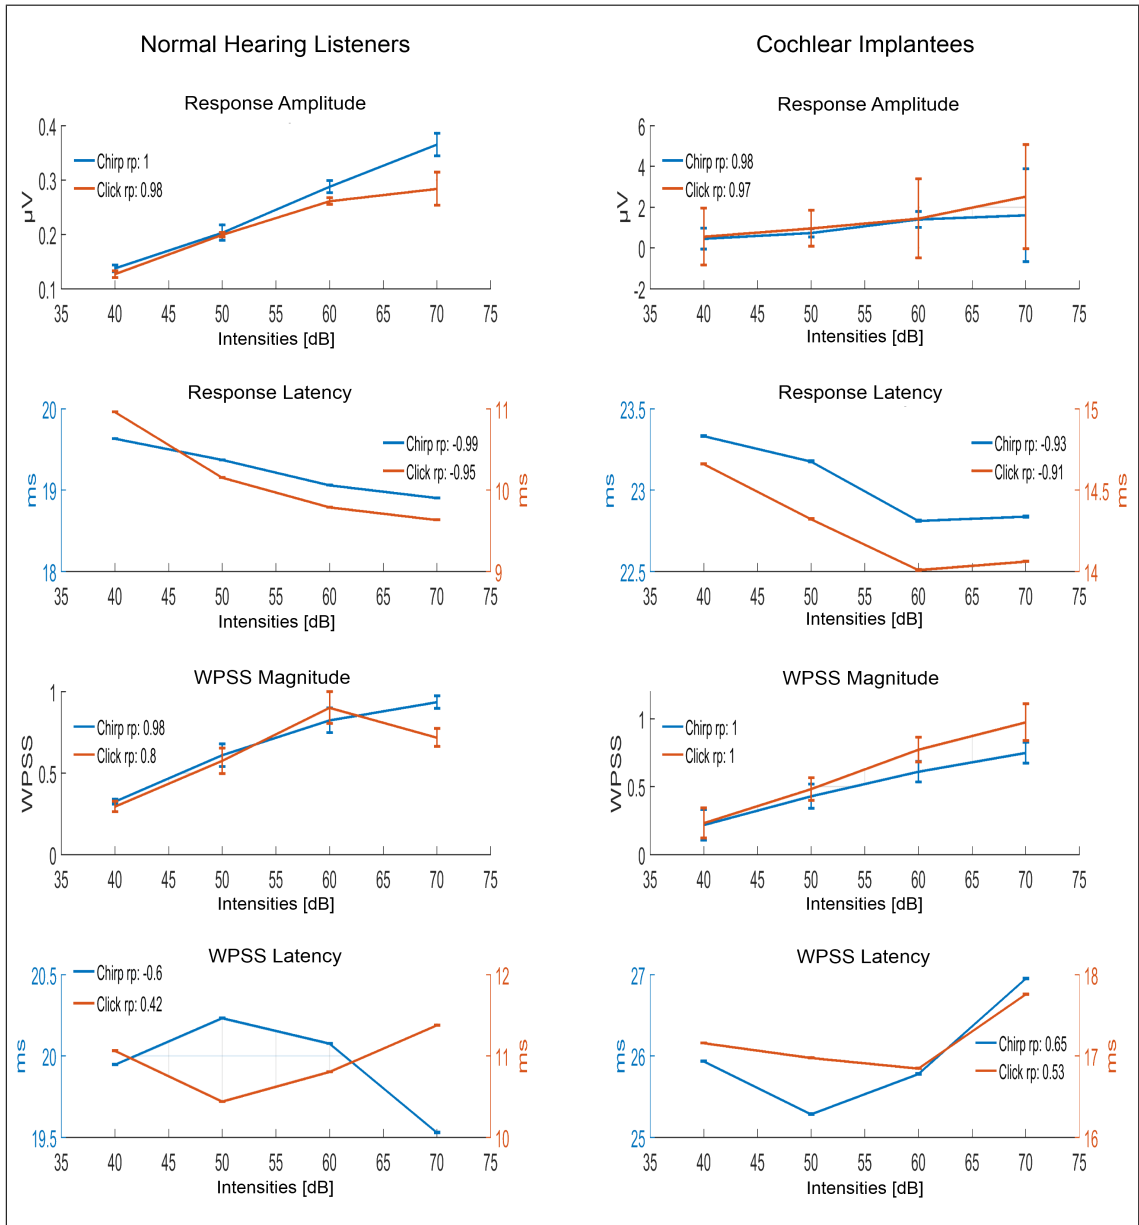 Normal Hearing Listeners
Cochlear Implantees
Response Amplitude
0.4
0.3
0.2
0.1
µV
Chirp rp: 1
Click rp: 0.98
35 40 45 50 55 60 65 70 75
Intensities [dB]
Response Amplitude
6
4
2
0
-2
µV
Chirp rp: 0.98
Click rp: 0.97
35 40 45 50 55 60 65 70 75
Intensities [dB]
Response Latency
20
19
18
ms
11
10
9
ms
Chirp rp: -0.99
Click rp: -0.95
35 40 45 50 55 60 65 70 75
Intensities [dB]
Response Latency
23.5
23
22.5
ms
15
14.5
14
ms
Chirp rp: -0.93
Click rp: -0.91
35 40 45 50 55 60 65 70 75
Intensities [dB]
WPSS Magnitude
1
0.5
0
WPSS
Chirp rp: 0.98
Click rp: 0.8
35 40 45 50 55 60 65 70 75
Intensities [dB]
WPSS Magnitude
1
0.5
0
WPSS
Chirp rp: 1
Click rp: 1
35 40 45 50 55 60 65 70 75
Intensities [dB]
WPSS Latency
20.5
20
19.5
ms
12
11
10
ms
Chirp rp: -0.6
Click rp: 0.42
35 40 45 50 55 60 65 70 75
Intensities [dB]
WPSS Latency
27
26
25
ms
18
17
16
ms
Chirp rp: 0.65
Click rp: 0.53
35 40 45 50 55 60 65 70 75
Intensities [dB]